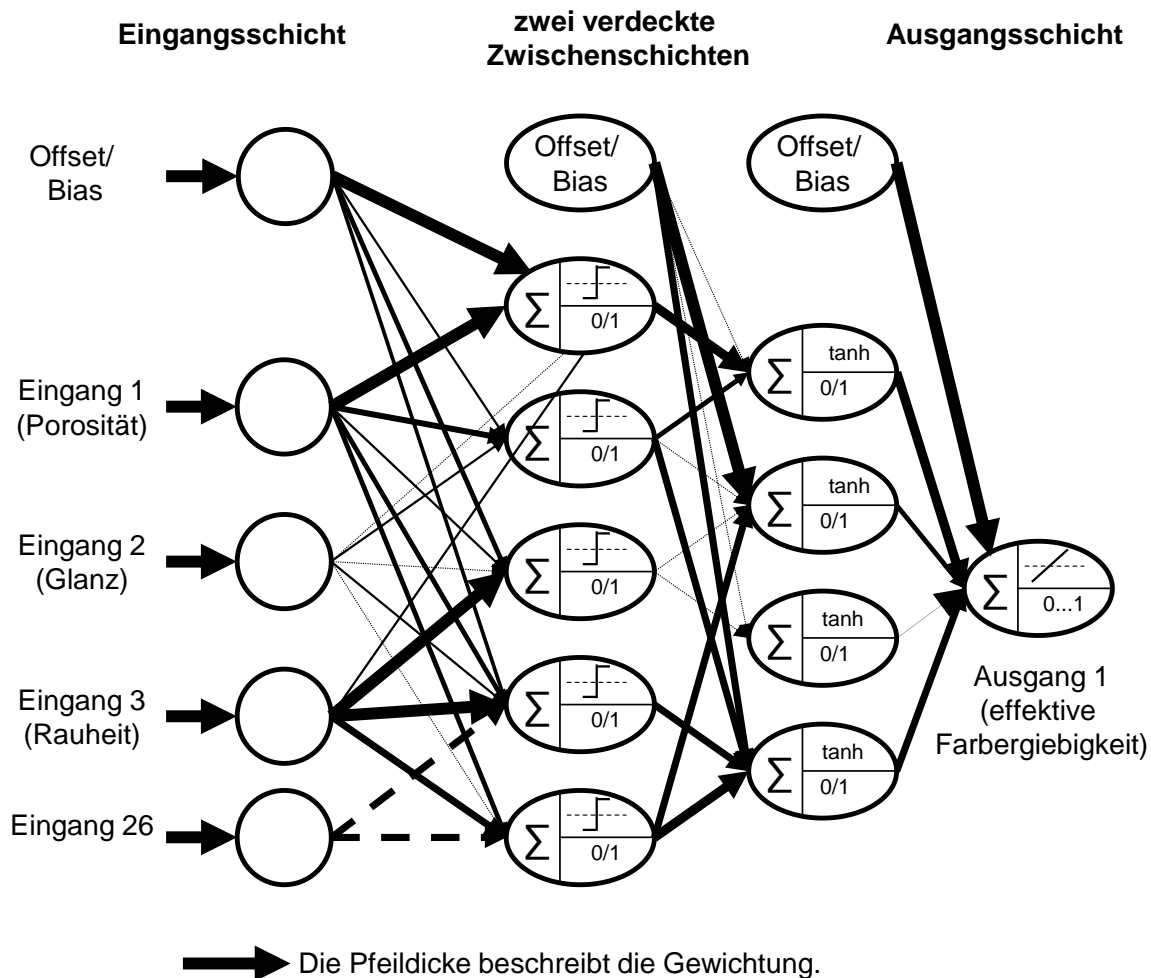 Eingangsschicht
zwei verdeckte
Zwischenschichten
Ausgangsschicht
Offset/
Bias
Eingang 1
(Porosität)
Eingang 2
(Glanz)
Eingang 3
(Rauheit)
Eingang 26
Offset/
Bias
Σ
0/1
Σ
0/1
Σ
0/1
Σ
0/1
Σ
0/1
Offset/
Bias
Σ tanh
0/1
Σ tanh
0/1
Σ tanh
0/1
Σ tanh
0/1
Σ
0...1
Ausgang 1
(effektive
Farbergiebigkeit)
Die Pfeildicke beschreibt die Gewichtung.